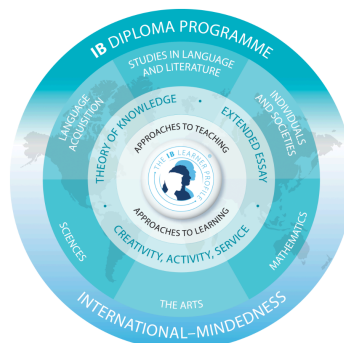 IB DIPLOMA PROGRAMME
STUDIES IN LANGUAGE
AND LITERATURE
LANGUAGE
ACQUISITION
INDIVIDUALS
AND SOCIETIES
THEORY OF KNOWLEDGE
EXTENDED ESSAY
APPROACHES TO TEACHING
THE IB LEARNER PROFILE
APPROACHES TO LEARNING
CREATIVITY, ACTIVITY, SERVICE
SCIENCES
MATHEMATICS
THE ARTS
INTERNATIONAL–MINDEDNESS